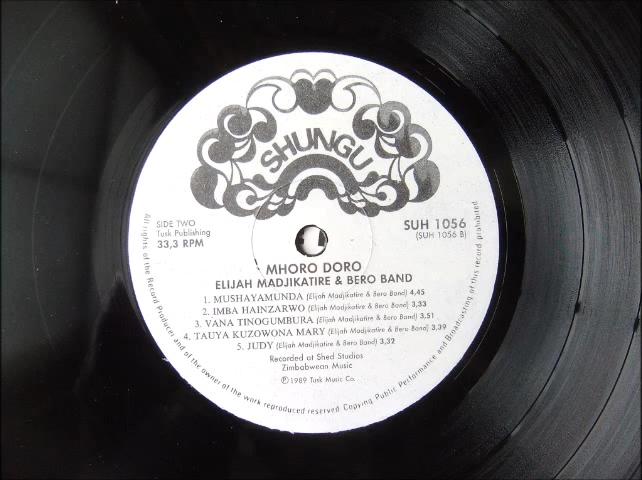 SHUNGU
SIDE TWO
Tusk Publishing
33,3 RPM
SUH 1056
(SUH 1056 B)
MHORO DORO
ELIJAH MADJIKATIRE & BERO BAND
1. MUSHAYAMUNDA (Elijah Madjikatire & Bero Band) 4,45
2. IMBA HAINZARWO (Elijah Madjikatire & Bero Band) 3,33
3. VANA TINOGUMBURA (Elijah Madjikatire & Bero Band) 3,51
4. TAUYA KUZOWONA MARY (Elijah Madjikatire & Bero Band) 3,39
5. JUDY (Elijah Madjikatire & Bero Band) 3,32
Recorded at Shed Studios
Zimbabwean Music
℗ 1989 Tusk Music Co.
All rights of the Record Producer and of the owner of the work reproduced reserved Copying Public Performance and Broadcasting of this record prohibited